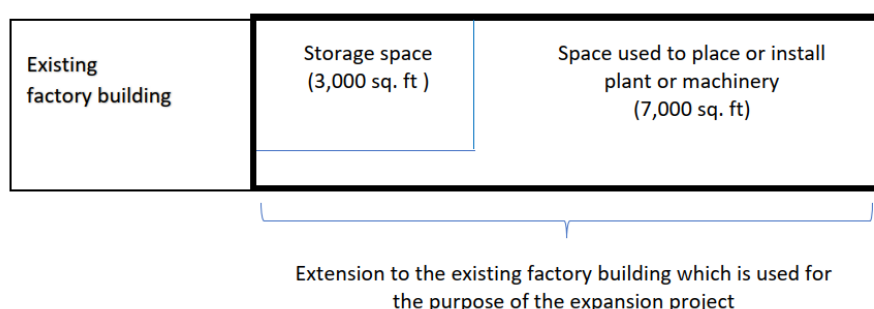 Existing
factory building
Storage space
(3,000 sq. ft )
Space used to place or install
plant or machinery
(7,000 sq. ft)
Extension to the existing factory building which is used for
the purpose of the expansion project